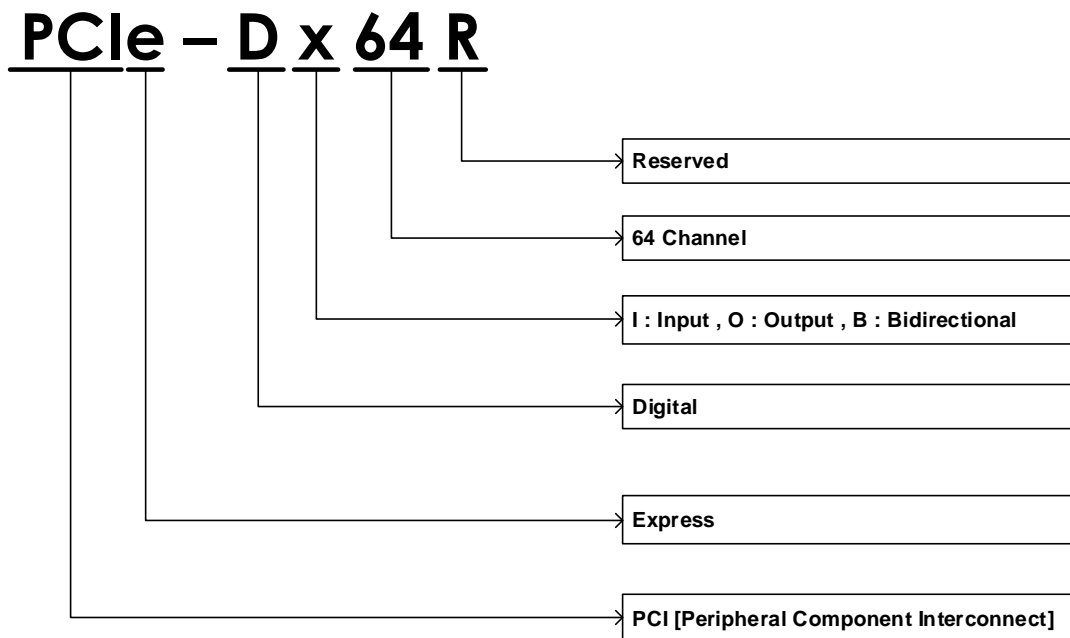 PCIe – D x 64 R
Reserved
64 Channel
I : Input , O : Output , B : Bidirectional
Digital
Express
PCI [Peripheral Component Interconnect]